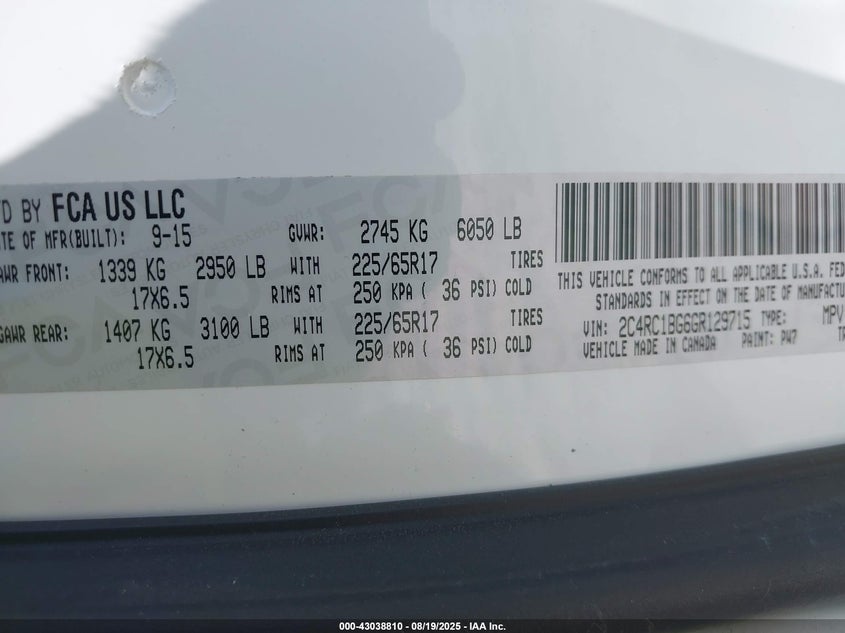 D BY FCA US LLC
TE OF MFR(BUILT): 9-15 GVWR: 2745 KG 6050 LB
AWR FRONT: 1339 KG 2950 LB WITH 225/65R17 TIRES
17X6.5 RIMS AT 250 KPA ( 36 PSI) COLD
GAWR REAR: 1407 KG 3100 LB WITH 225/65R17 TIRES
17X6.5 RIMS AT 250 KPA ( 36 PSI) COLD
THIS VEHICLE CONFORMS TO ALL APPLICABLE U.S.A. FED
STANDARDS IN EFFECT ON THE DATE OF MANUFACTU
VIN: 2C4RC1BG6GR129715 TYPE: MPV
VEHICLE MADE IN CANADA PAINT: PW7 TR
000-43038810 - 08/19/2025 - IAA Inc.